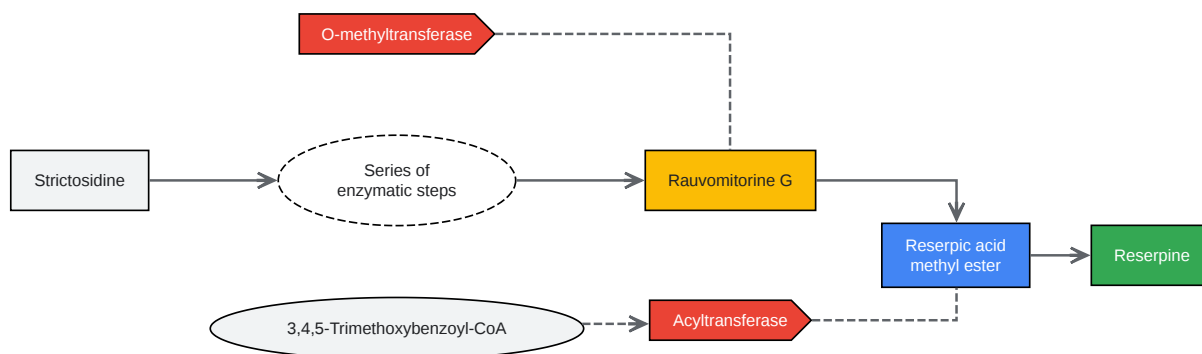 O-methyltransferase
Strictosidine
Series of
enzymatic steps
Rauvomitorine G
Reserpic acid
methyl ester
Reserpine
3,4,5-Trimethoxybenzoyl-CoA
Acyltransferase